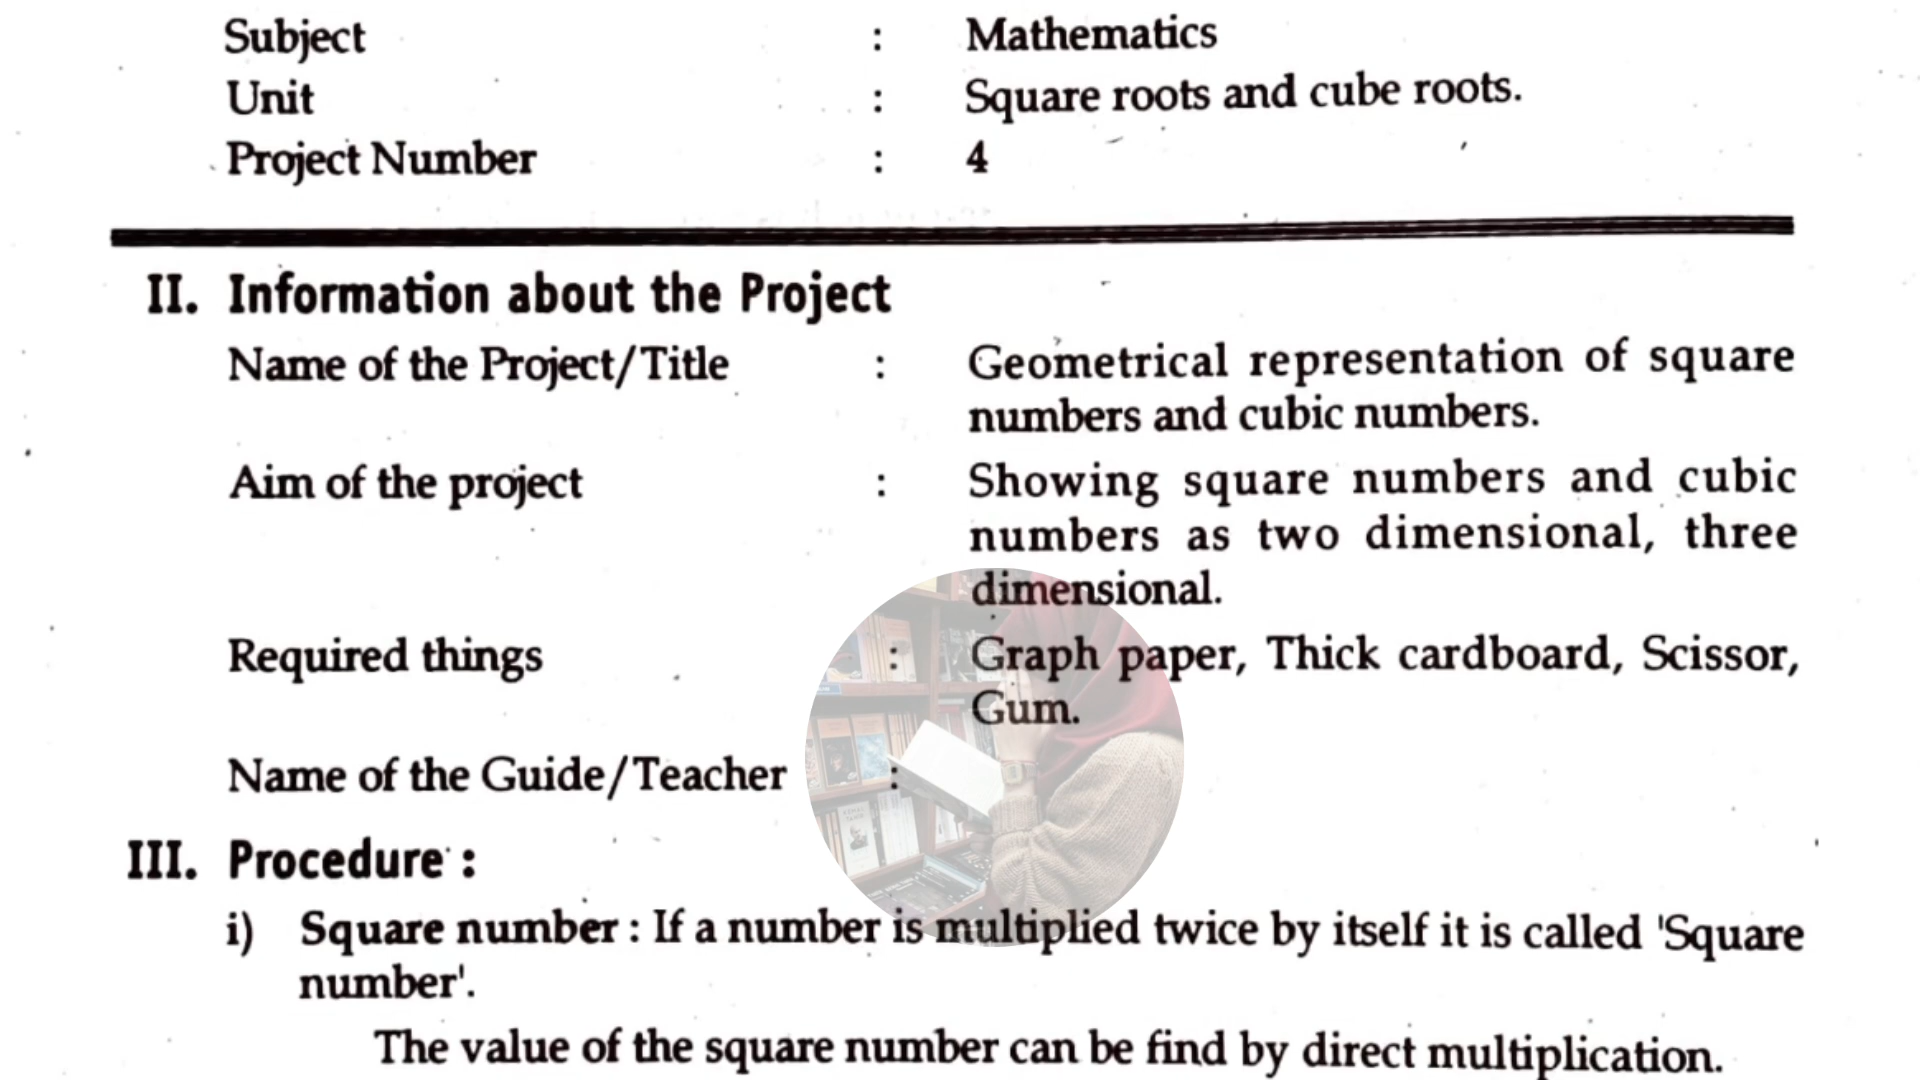 Subject : Mathematics
Unit : Square roots and cube roots.
Project Number : 4
II. Information about the Project
Name of the Project/Title : Geometrical representation of square
numbers and cubic numbers.
Aim of the project : Showing square numbers and cubic
numbers as two dimensional, three
dimensional.
Required things : Graph paper, Thick cardboard, Scissor,
Gum.
Name of the Guide/Teacher :
III. Procedure :
i) Square number : If a number is multiplied twice by itself it is called 'Square
number'.
The value of the square number can be find by direct multiplication.